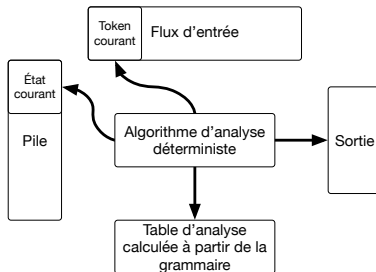 Token
courant
Flux d'entrée
État
courant
Pile
Algorithme d'analyse
déterministe
Sortie
Table d'analyse
calculée à partir de la
grammaire